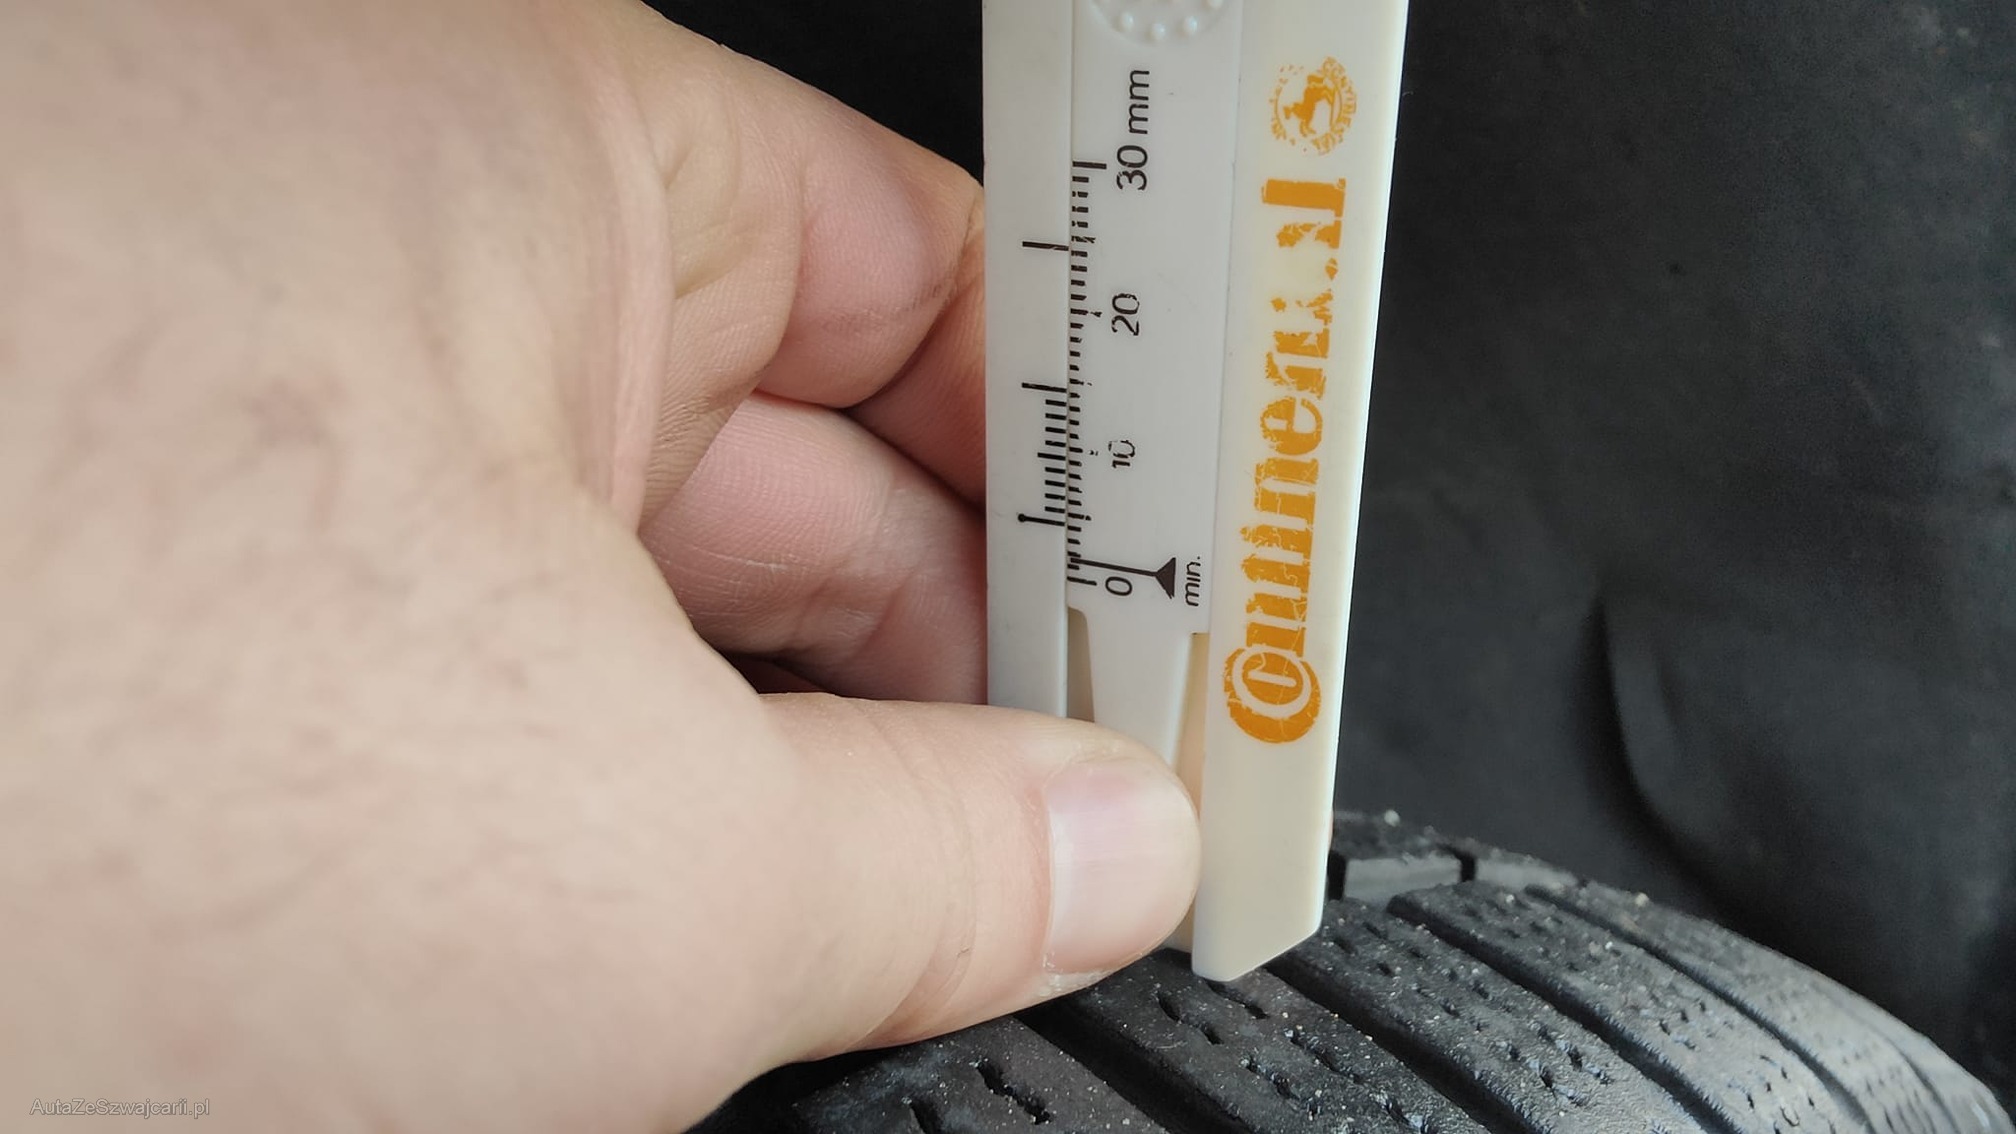 30 mm
20
10
0
min.
Continental
AutaZeSzwajcarii.pl